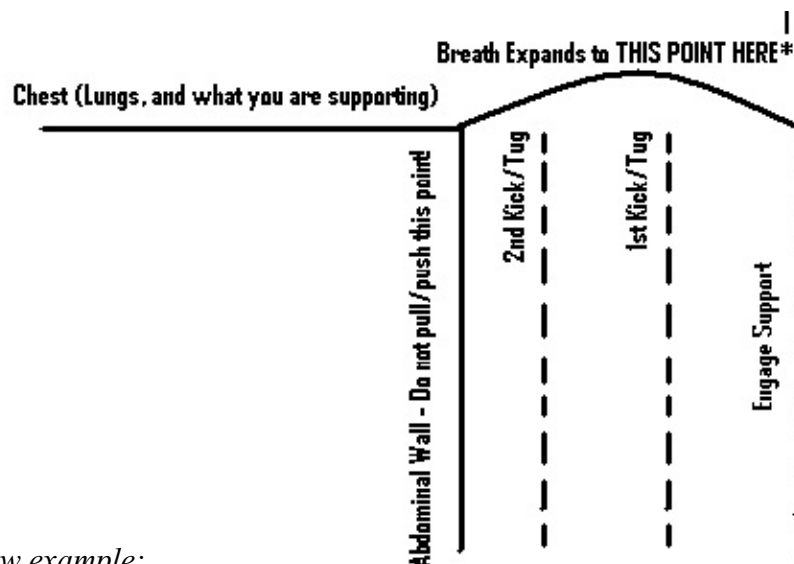 Breath Expands to THIS POINT HERE*
Chest (Lungs, and what you are supporting)
Abdominal Wall - Do not pull/push this point!
2nd Kick/Tug
1st Kick/Tug
Engage Support
example: